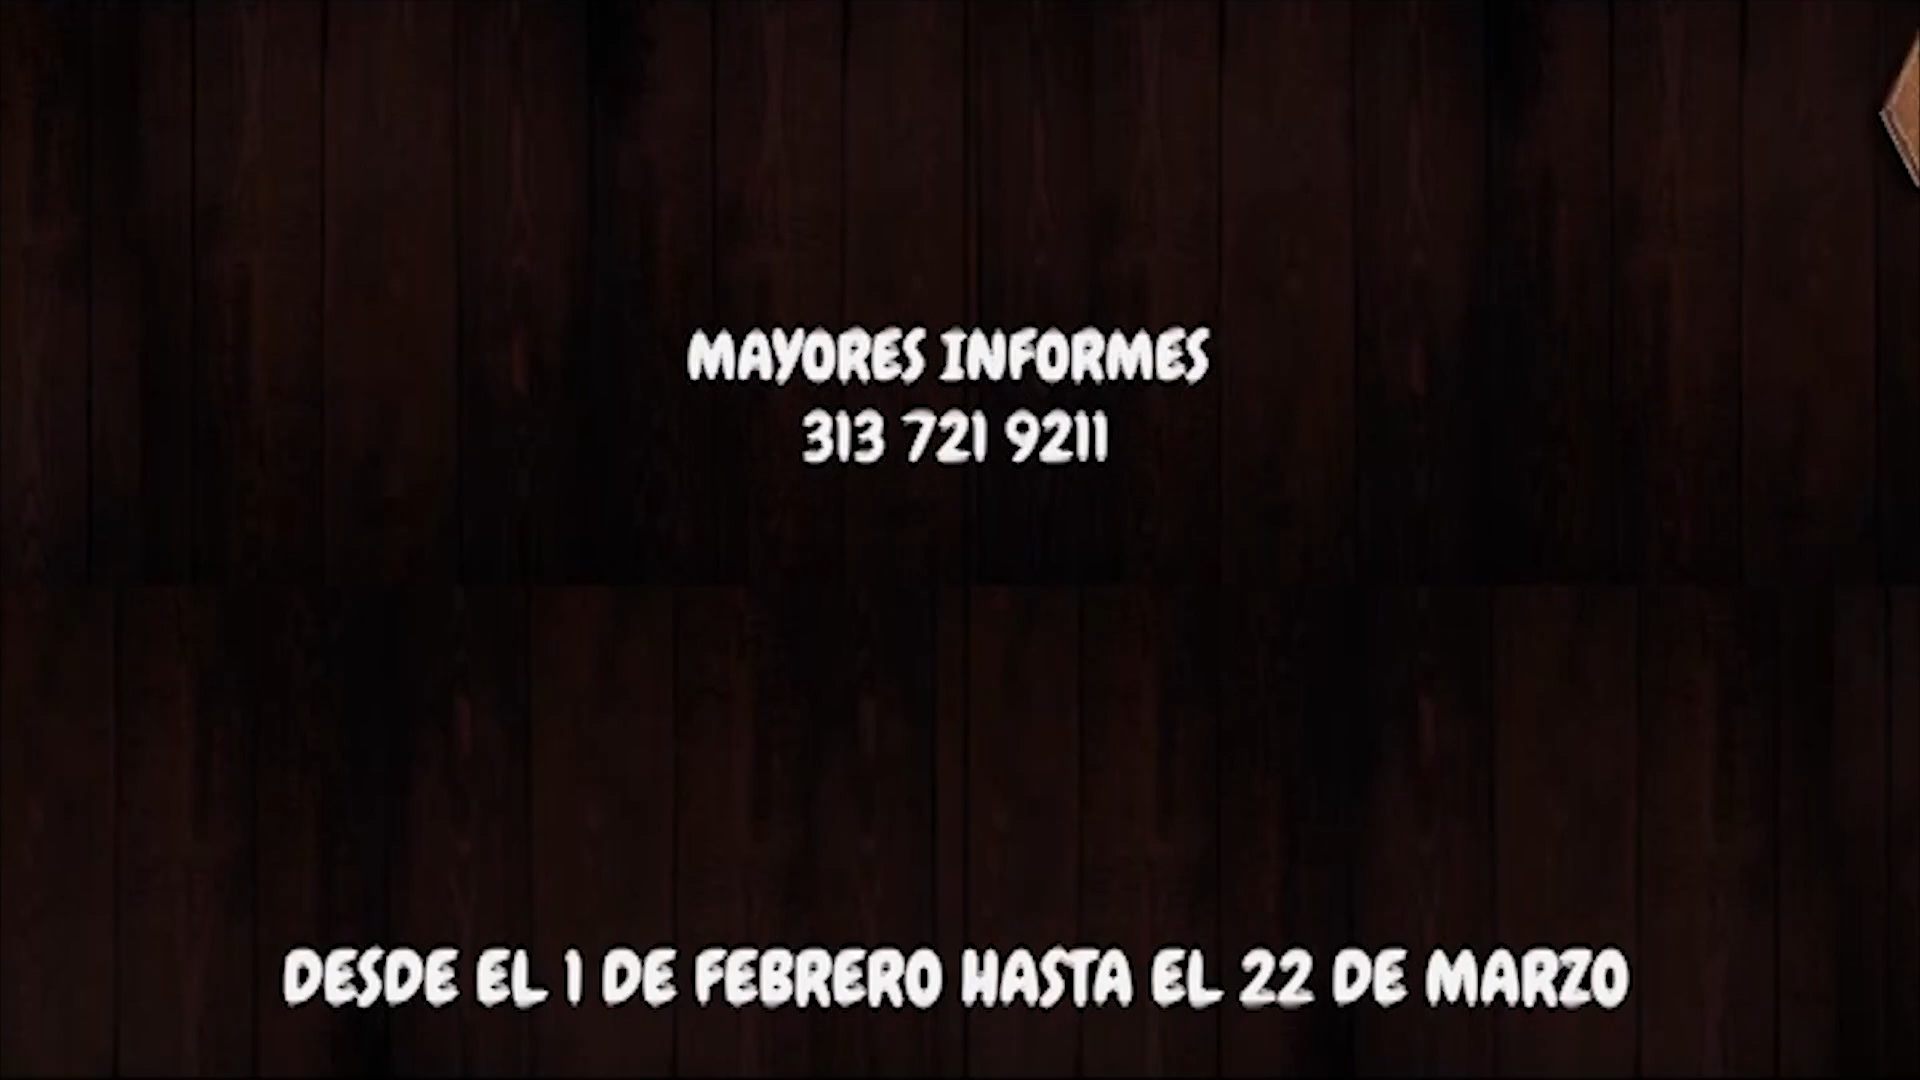 MAYORES INFORMES
313 721 9211
DESDE EL 1 DE FEBRERO HASTA EL 22 DE MARZO